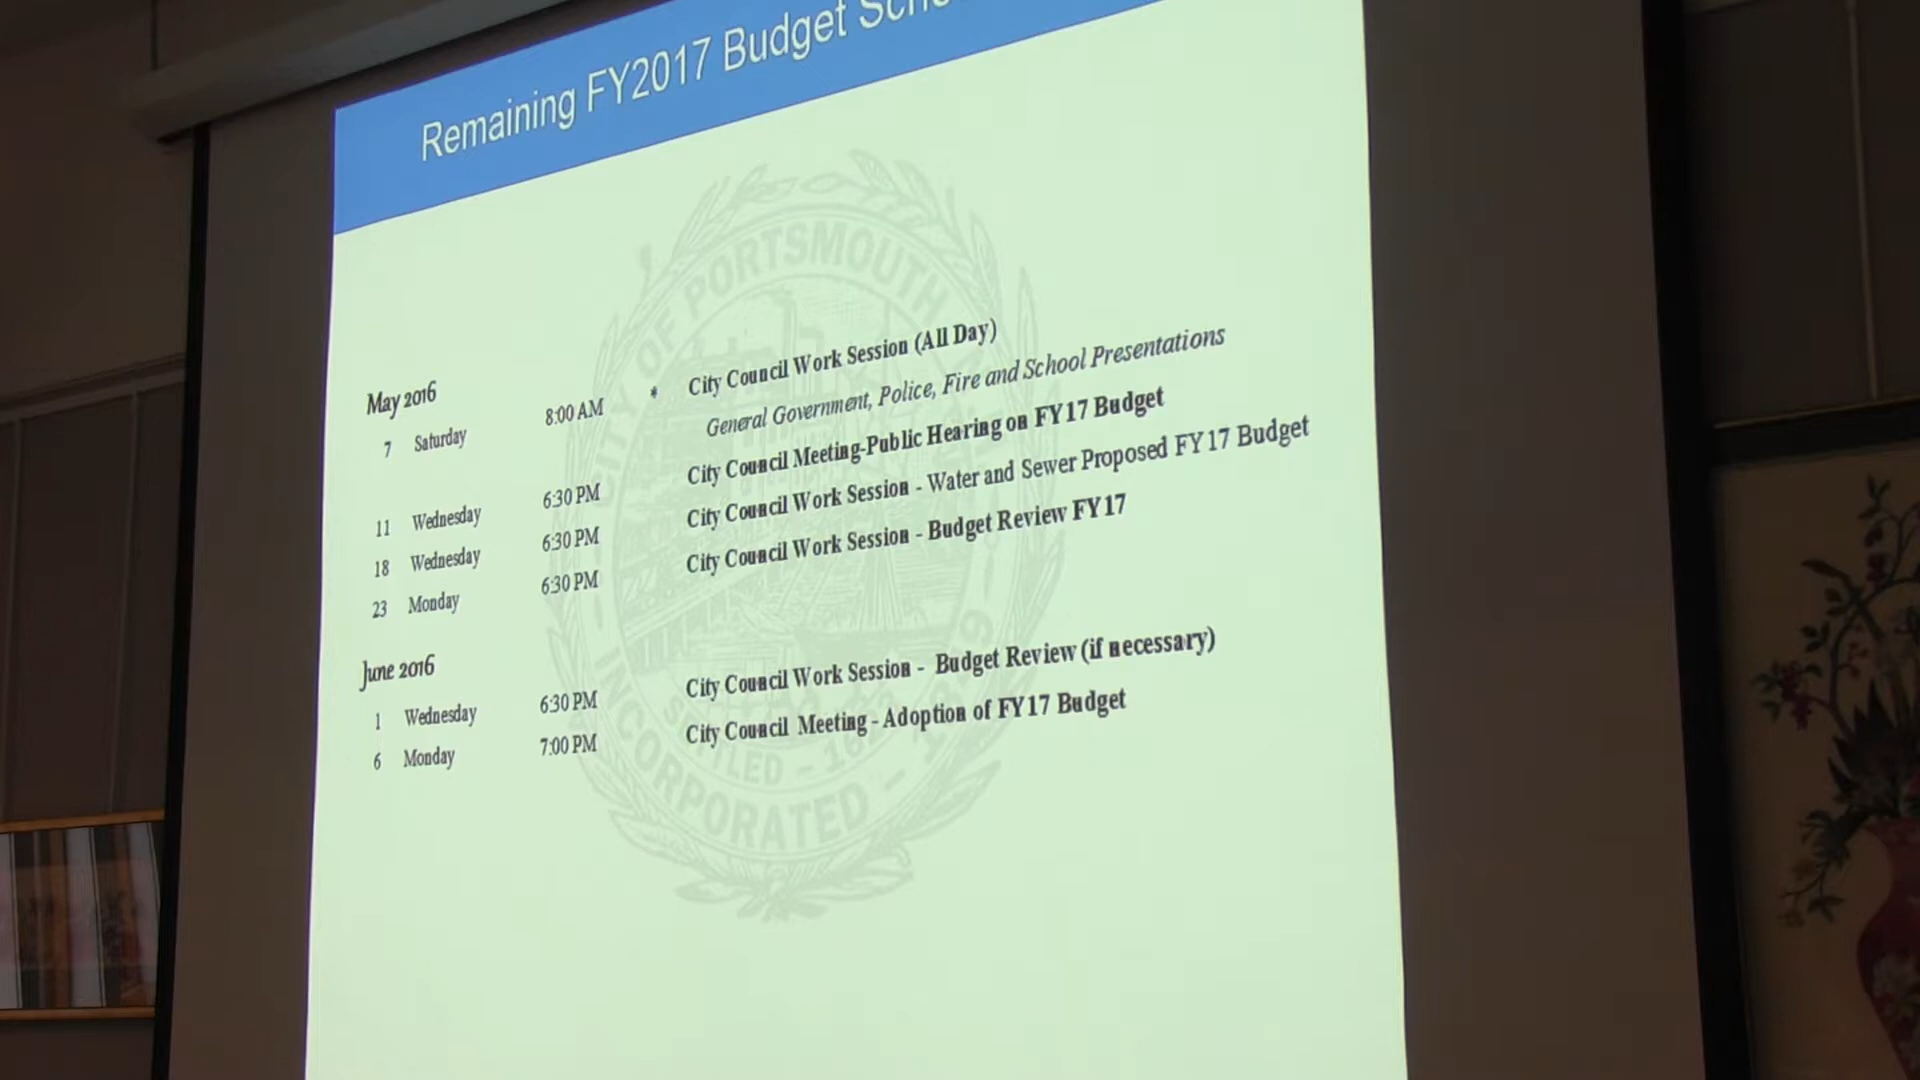 Remaining FY2017 Budget
May 2016
7 Saturday 8:00 AM * City Council Work Session (All Day)
General Government, Police, Fire and School Presentations
11 Wednesday 6:30 PM City Council Meeting-Public Hearing on FY17 Budget
18 Wednesday 6:30 PM City Council Work Session - Water and Sewer Proposed FY17 Budget
23 Monday 6:30 PM City Council Work Session - Budget Review FY17
June 2016
1 Wednesday 6:30 PM City Council Work Session - Budget Review (if necessary)
6 Monday 7:00 PM City Council Meeting - Adoption of FY17 Budget
CITY OF PORTSMOUTH
INCORPORATED